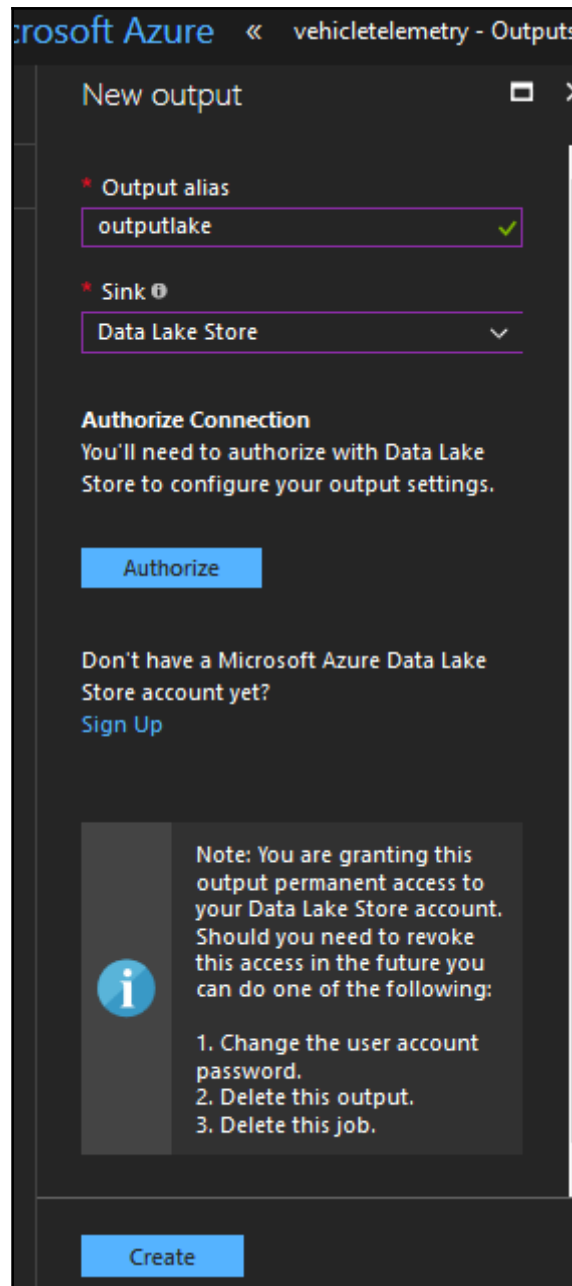 crosoft Azure « vehicletelemetry - Outputs
New output
* Output alias
outputlake
* Sink
Data Lake Store
Authorize Connection
You'll need to authorize with Data Lake
Store to configure your output settings.
Authorize
Don't have a Microsoft Azure Data Lake
Store account yet?
Sign Up
Note: You are granting this
output permanent access to
your Data Lake Store account.
Should you need to revoke
this access in the future you
can do one of the following:
1. Change the user account
password.
2. Delete this output.
3. Delete this job.
Create